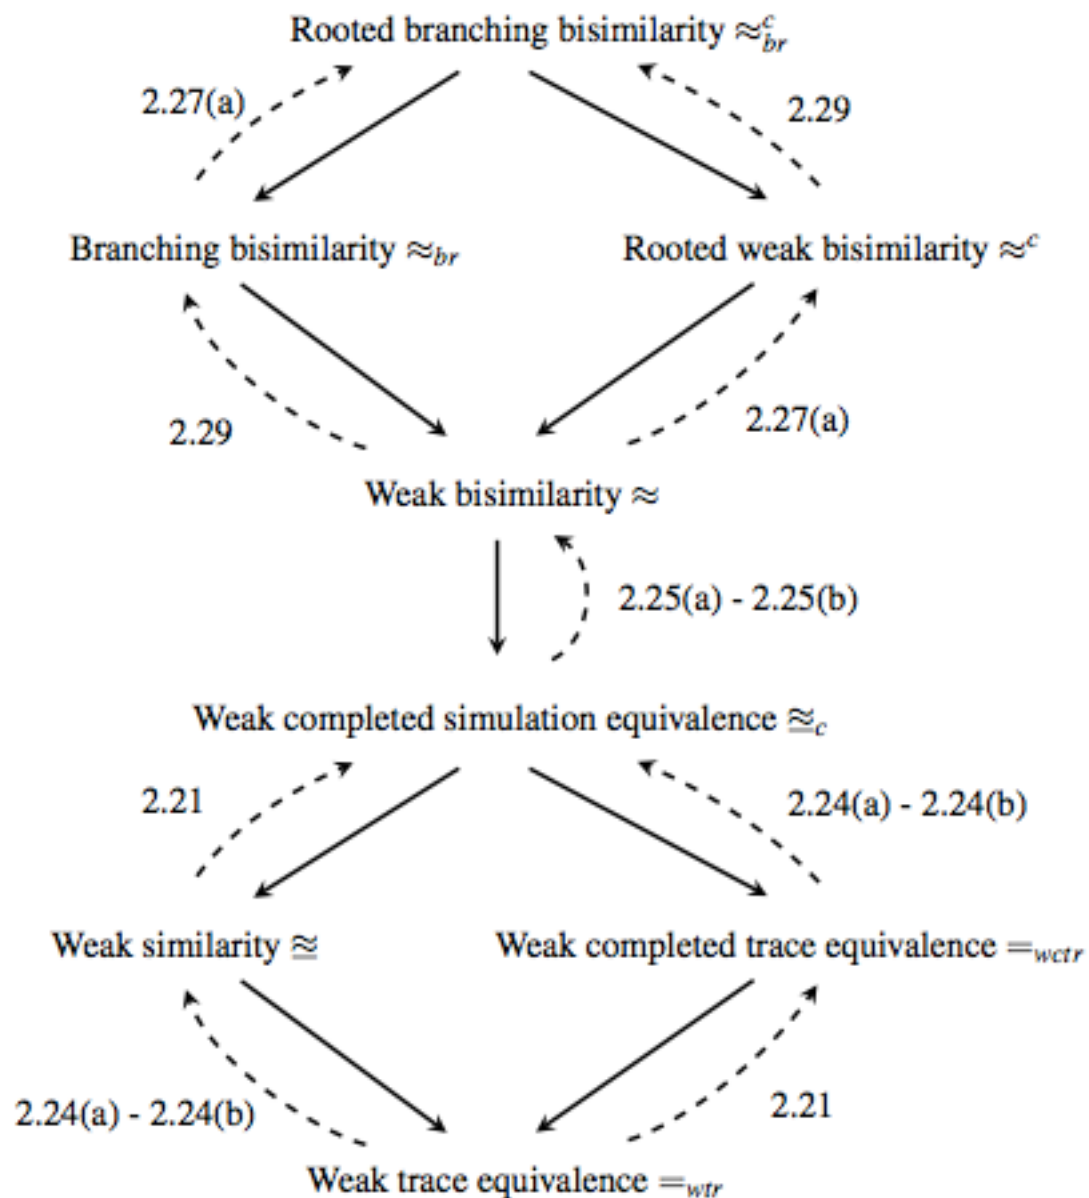 Rooted branching bisimilarity ≈ᶜ_br
2.27(a)
2.29
Branching bisimilarity ≈_br
Rooted weak bisimilarity ≈ᶜ
2.29
2.27(a)
Weak bisimilarity ≈
2.25(a) - 2.25(b)
Weak completed simulation equivalence ≊_c
2.21
2.24(a) - 2.24(b)
Weak similarity ≊
Weak completed trace equivalence =_wctr
2.24(a) - 2.24(b)
2.21
Weak trace equivalence =_wtr